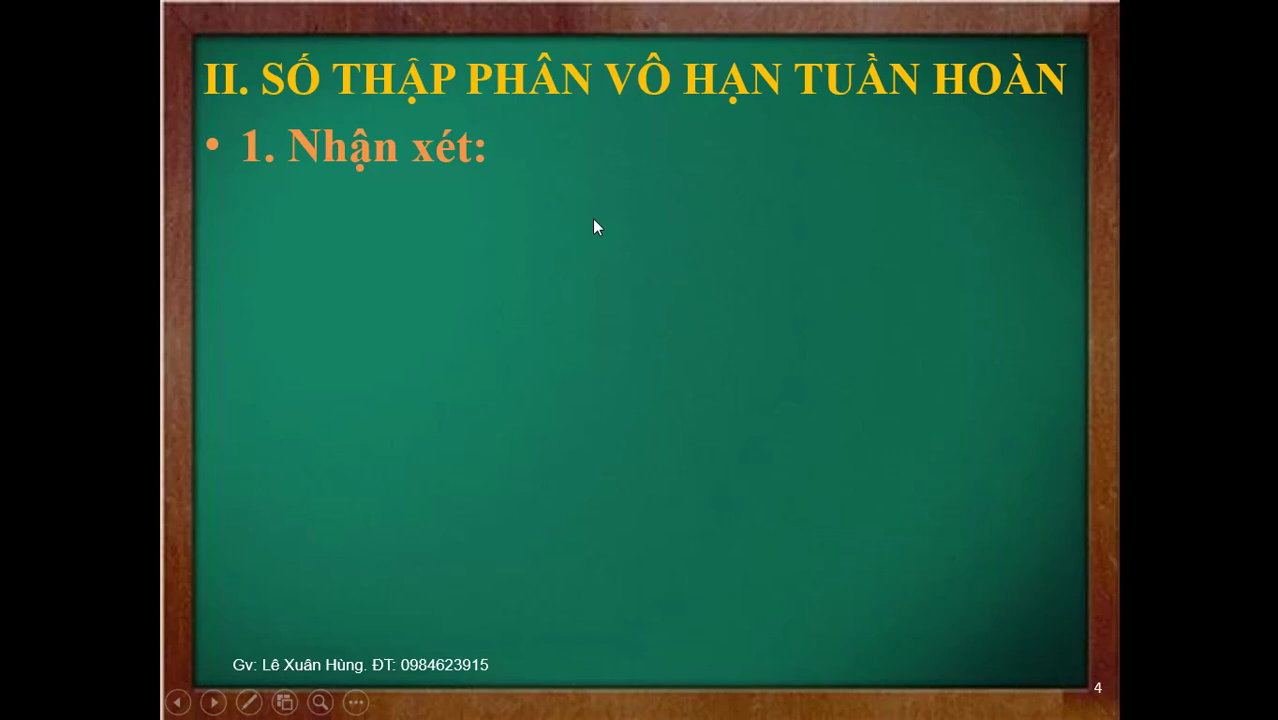 II. SỐ THẬP PHÂN VÔ HẠN TUẦN HOÀN
• 1. Nhận xét:
Gv: Lê Xuân Hùng. ĐT: 0984623915
4